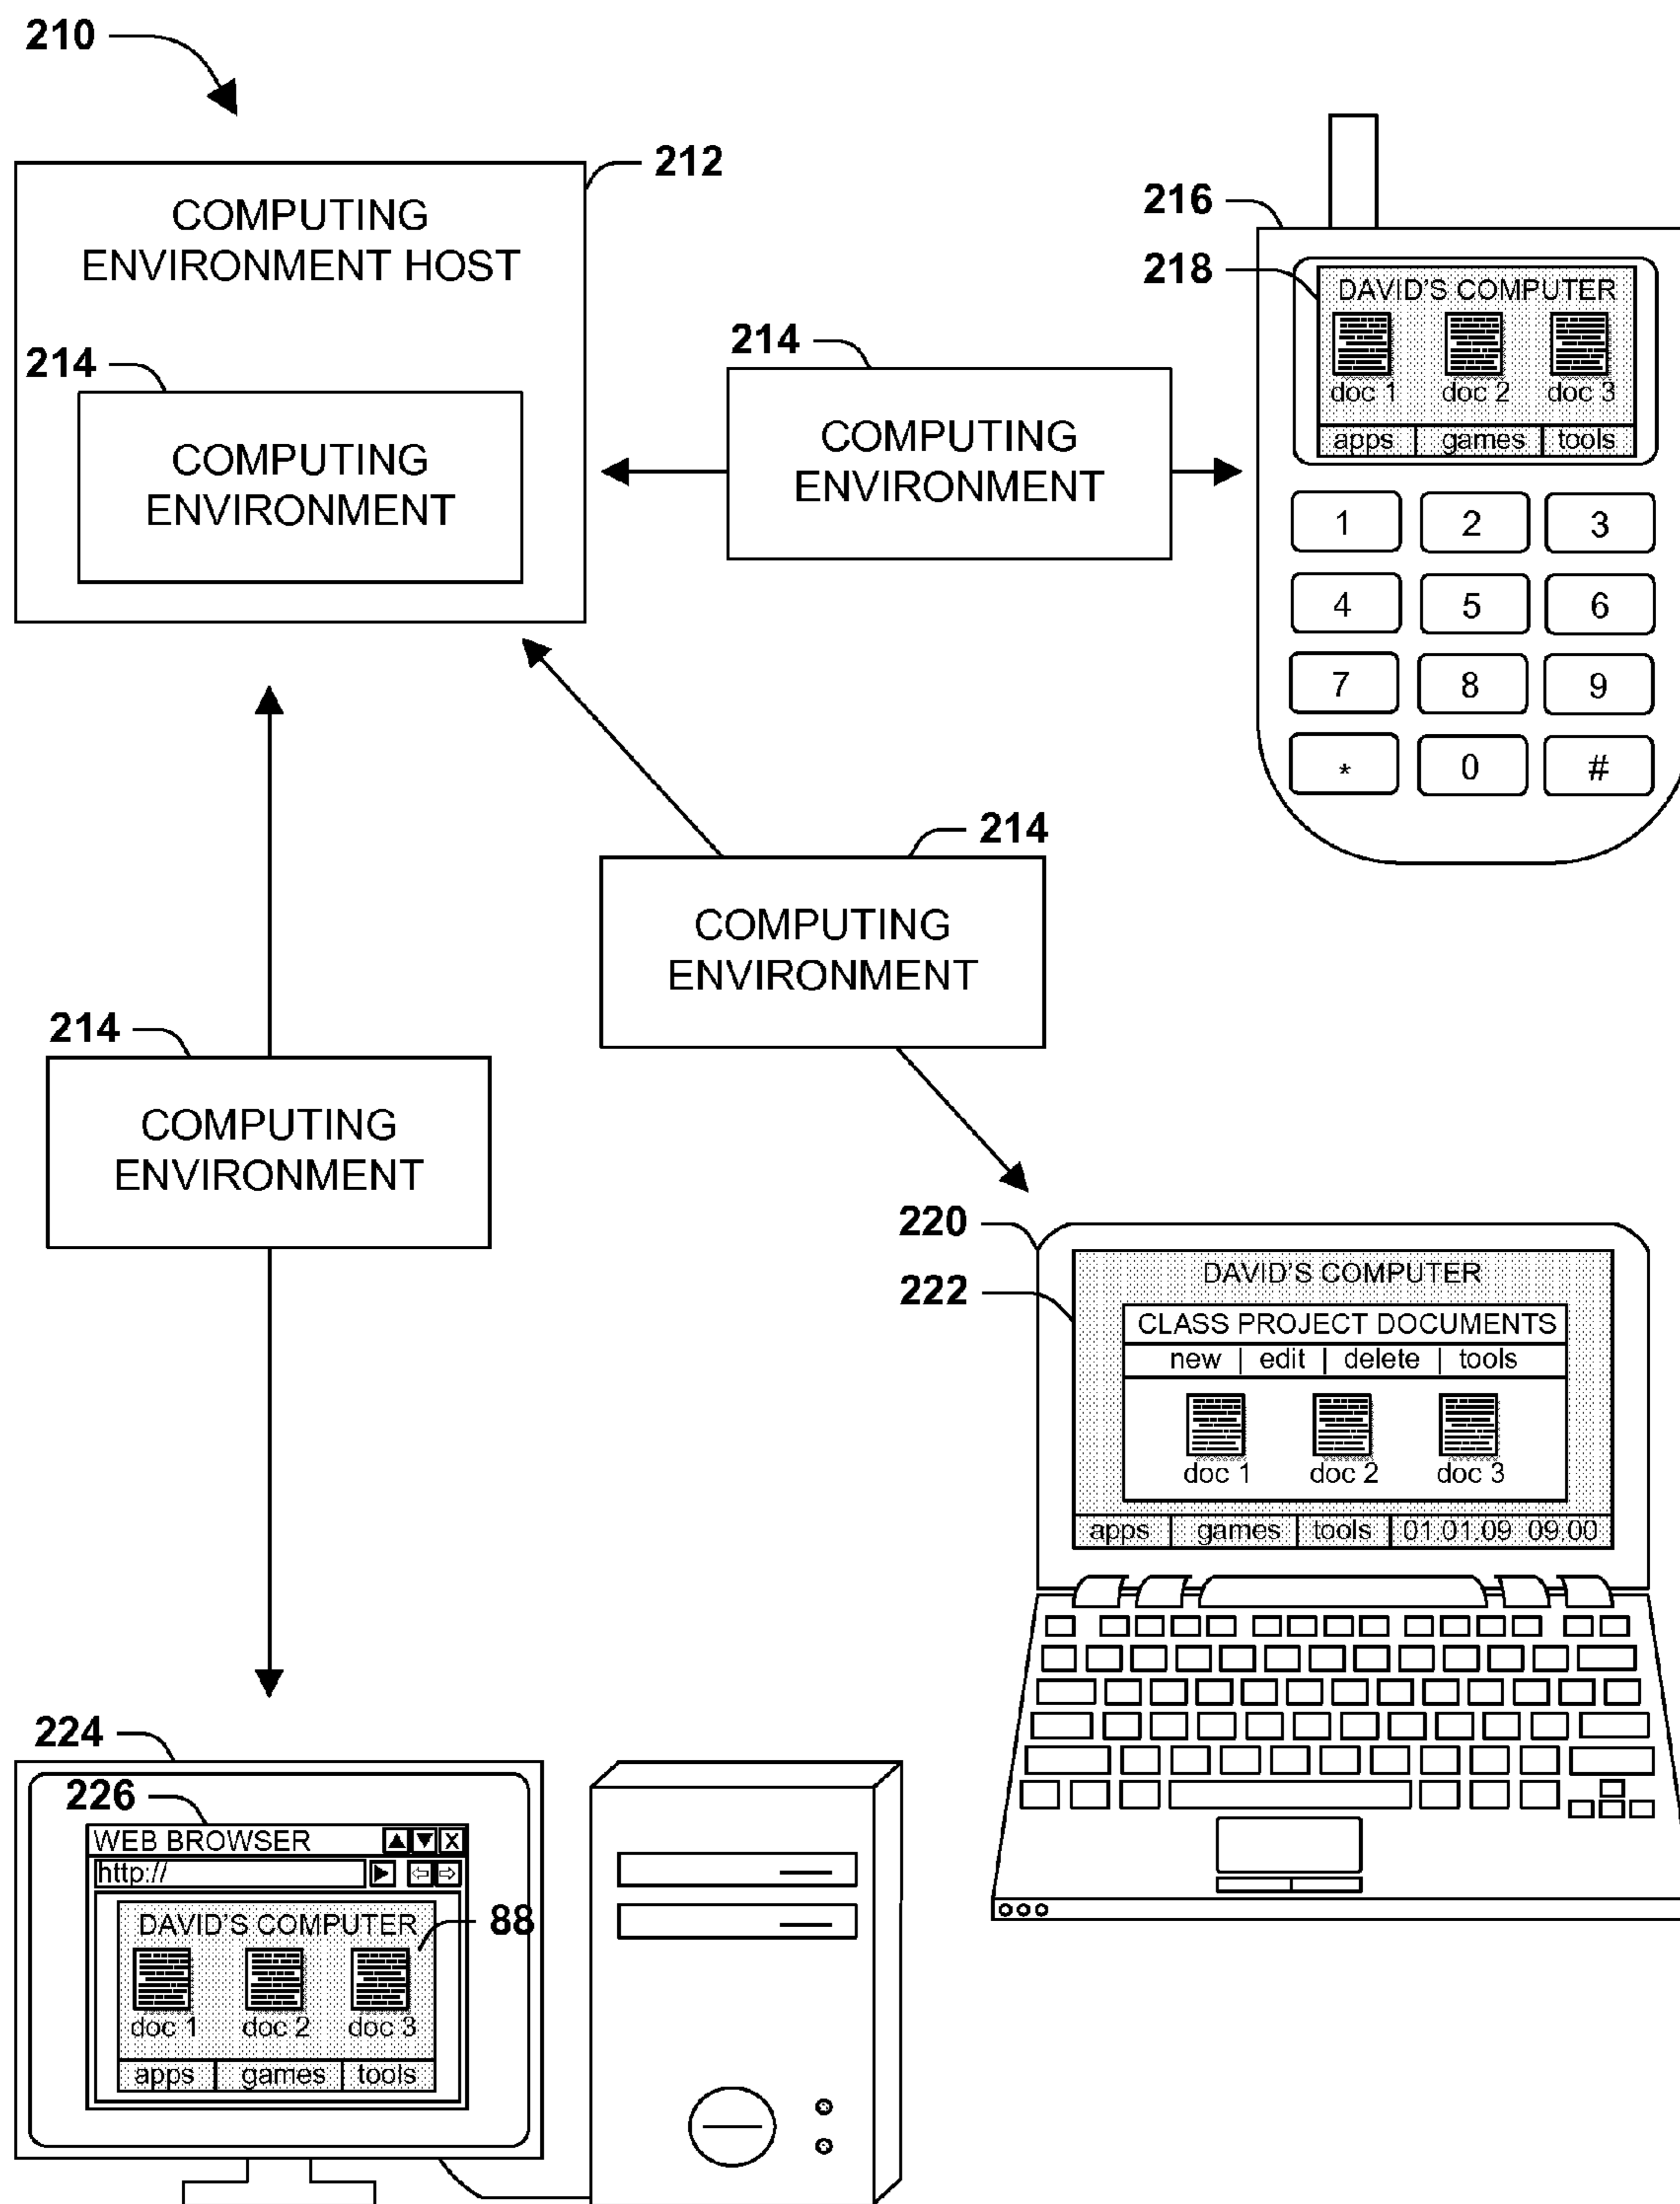 210
212
COMPUTING
ENVIRONMENT HOST
214
COMPUTING
ENVIRONMENT
214
COMPUTING
ENVIRONMENT
216
218
DAVID'S COMPUTER
doc 1 doc 2 doc 3
apps games tools
1 2 3
4 5 6
7 8 9
* 0 #
214
COMPUTING
ENVIRONMENT
214
COMPUTING
ENVIRONMENT
220
222
DAVID'S COMPUTER
CLASS PROJECT DOCUMENTS
new | edit | delete | tools
doc 1 doc 2 doc 3
apps games tools 01.01.09 09:00
224
226
WEB BROWSER X
http://
DAVID'S COMPUTER
88
doc 1 doc 2 doc 3
apps games tools